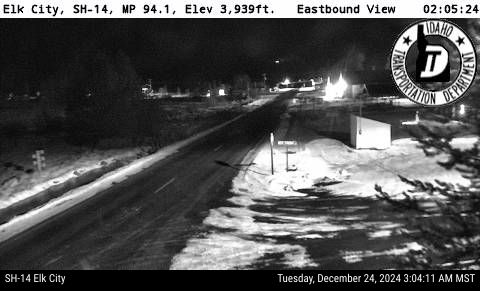 Elk City, SH-14, MP 94.1, Elev 3,939ft. Eastbound View 02:05:24
IDAHO
TRANSPORTATION DEPARTMENT
SH-14 Elk City Tuesday, December 24, 2024 3:04:11 AM MST